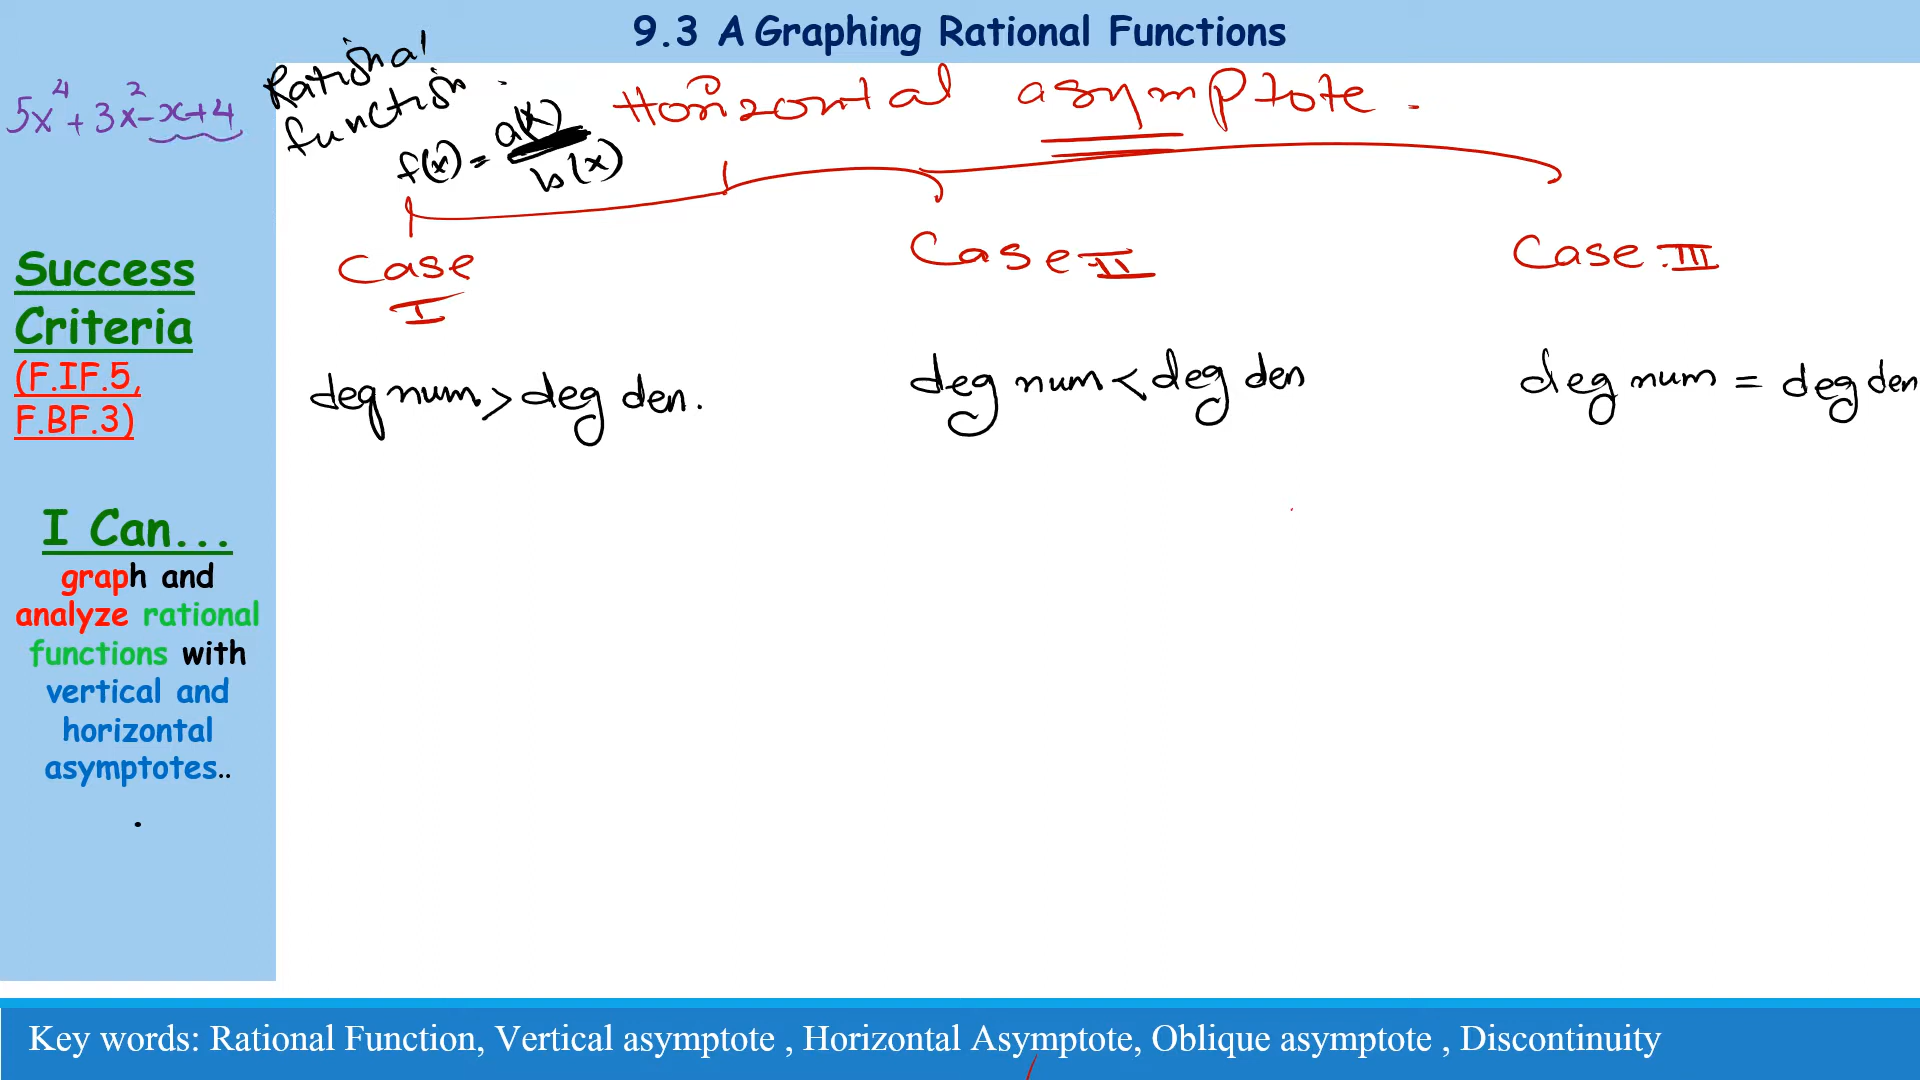 9.3 A Graphing Rational Functions
5x⁴ + 3x² - x + 4
Rational
function.
f(x) = a(x) / b(x)
Horizontal asymptote.
Case I
Case II
Case III
deg num > deg den.
deg num < deg den
deg num = deg den
Success
Criteria
(F.IF.5,
F.BF.3)
I Can...
graph and
analyze rational
functions with
vertical and
horizontal
asymptotes..
.
Key words: Rational Function, Vertical asymptote , Horizontal Asymptote, Oblique asymptote , Discontinuity